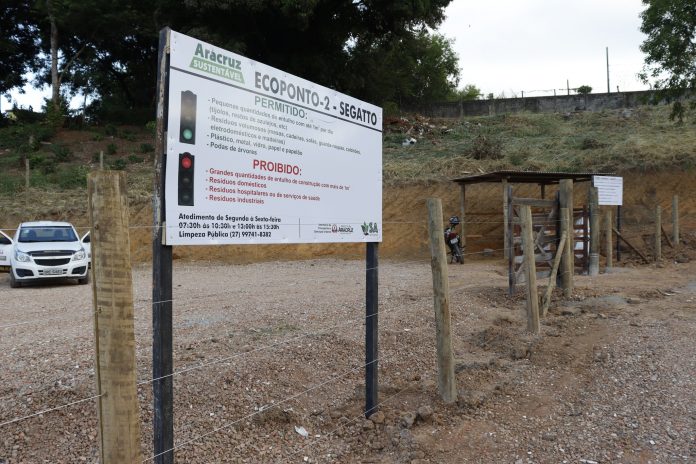 Aracruz
SUSTENTÁVEL
ECOPONTO-2 - SEGATTO
PERMITIDO:
- Pequenas quantidades de entulho com até 1m³ por dia
(tijolos, restos de azulejos, etc)
- Resíduos volumosos (mesas, cadeiras, sofás, guarda roupas, colchões,
eletrodomésticos e madeiras)
- Plástico, metal, vidro, papel e papelão
- Podas de árvores
PROIBIDO:
- Grandes quantidades de entulho de construção com mais de 1m³
- Resíduos domésticos
- Resíduos hospitalares ou de serviços de saúde
- Resíduos industriais
Atedimento de Segunda à Sexta-feira
07:30h às 10:30h e 13:00h às 15:30h
Limpeza Pública (27) 99741-8382
ARACRUZ
SA